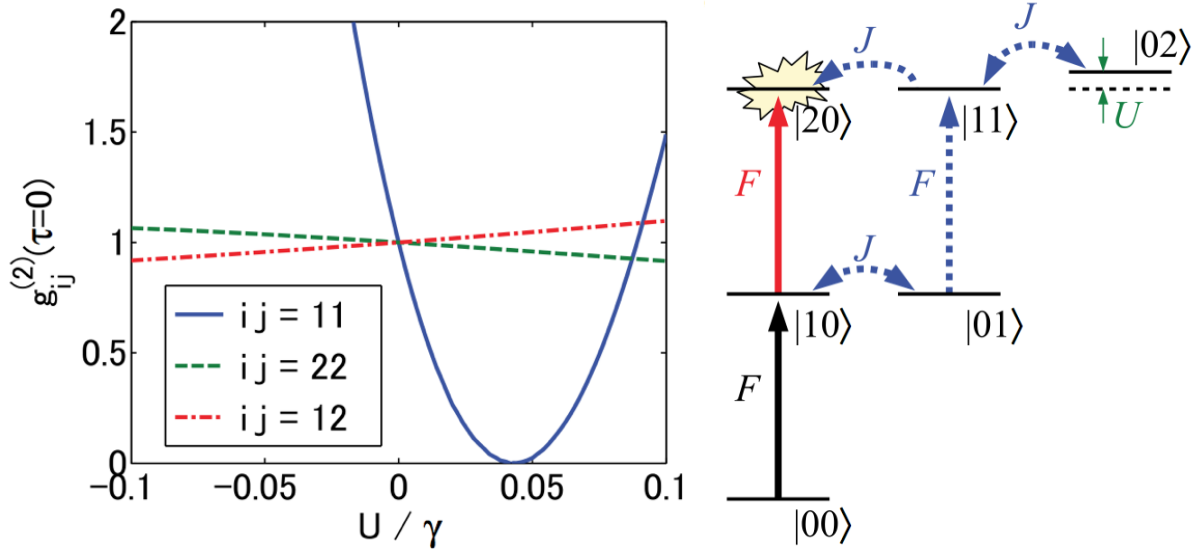 g_{ij}^{(2)}(τ=0)
2
1.5
1
0.5
0
i j = 11
i j = 22
i j = 12
−0.1
−0.05
0
0.05
0.1
U / γ
J
J
|02⟩
|20⟩
|11⟩
U
F
F
J
|10⟩
|01⟩
F
|00⟩